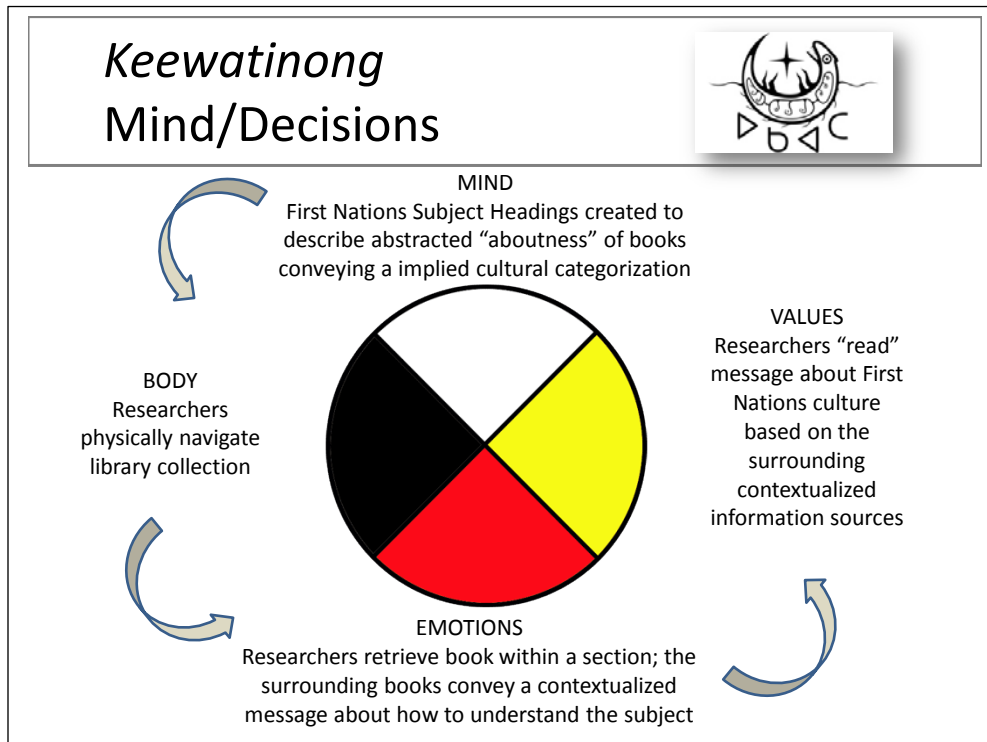 Keewatinong
Mind/Decisions
ᐅ ᑲ ᐊ ᑕ
MIND
First Nations Subject Headings created to
describe abstracted “aboutness” of books
conveying a implied cultural categorization
BODY
Researchers
physically navigate
library collection
VALUES
Researchers “read”
message about First
Nations culture
based on the
surrounding
contextualized
information sources
EMOTIONS
Researchers retrieve book within a section; the
surrounding books convey a contextualized
message about how to understand the subject